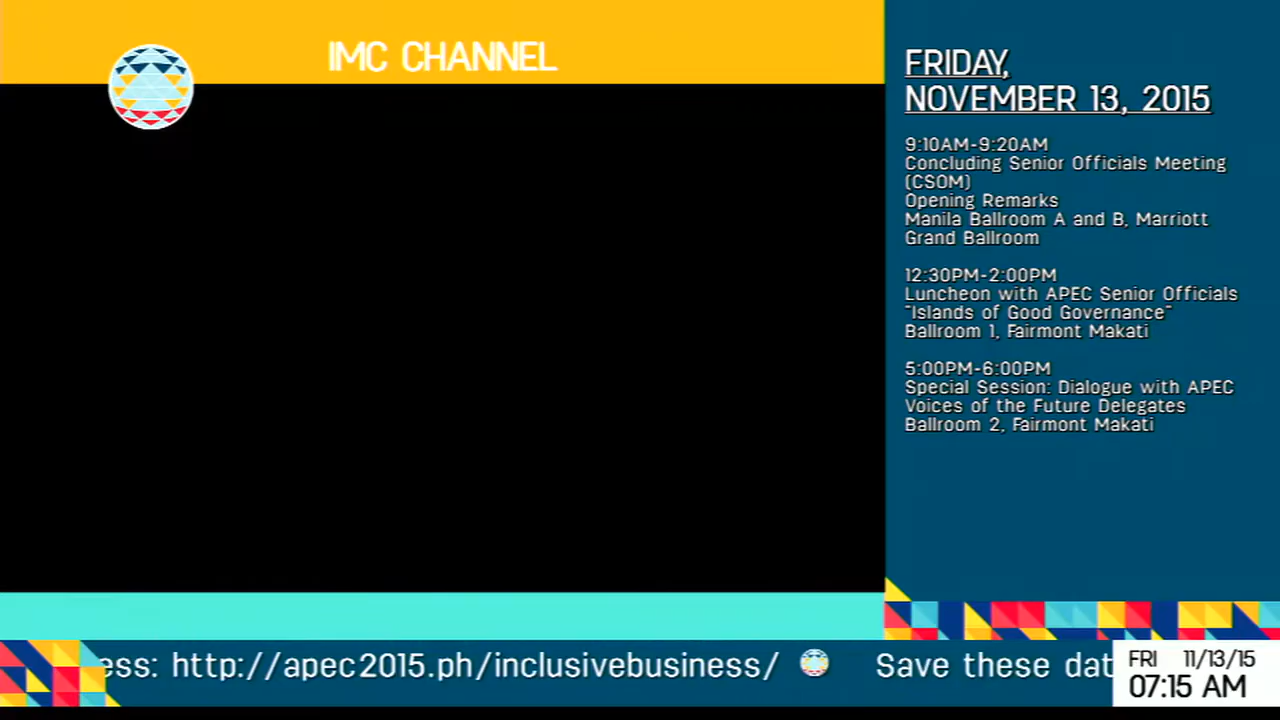 IMC CHANNEL
FRIDAY,
NOVEMBER 13, 2015
9:10AM-9:20AM
Concluding Senior Officials Meeting
(CSOM)
Opening Remarks
Manila Ballroom A and B, Marriott
Grand Ballroom
12:30PM-2:00PM
Luncheon with APEC Senior Officials
"Islands of Good Governance"
Ballroom 1, Fairmont Makati
5:00PM-6:00PM
Special Session: Dialogue with APEC
Voices of the Future Delegates
Ballroom 2, Fairmont Makati
ess: http://apec2015.ph/inclusivebusiness/ Save these dat
FRI 11/13/15
07:15 AM